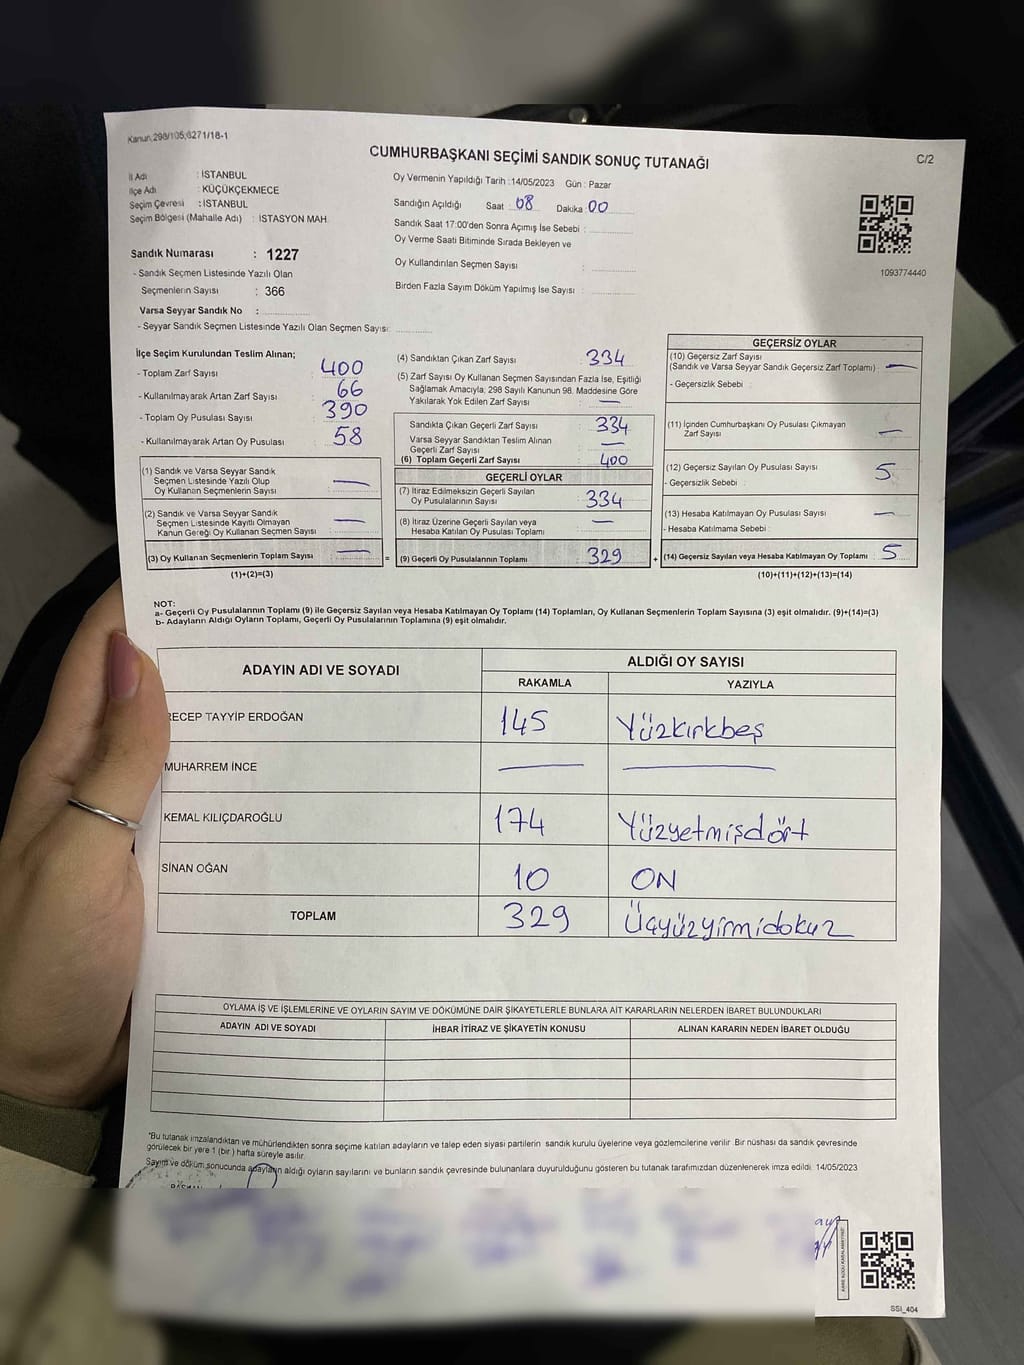 Kanun 298/105;6271/18-1
C/2
CUMHURBAŞKANI SEÇİMİ SANDIK SONUÇ TUTANAĞI
İl Adı : İSTANBUL
İlçe Adı : KÜÇÜKÇEKMECE
Seçim Çevresi : İSTANBUL
Seçim Bölgesi (Mahalle Adı) : İSTASYON MAH.
Sandık Numarası : 1227
- Sandık Seçmen Listesinde Yazılı Olan
Seçmenlerin Sayısı : 366
Varsa Seyyar Sandık No :
- Seyyar Sandık Seçmen Listesinde Yazılı Olan Seçmen Sayısı:
Oy Vermenin Yapıldığı Tarih :14/05/2023 Gün : Pazar
Sandığın Açıldığı Saat : 08 Dakika : 00
Sandık Saat 17:00'den Sonra Açımış İse Sebebi :
Oy Verme Saati Bitiminde Sırada Bekleyen ve
Oy Kullandırılan Seçmen Sayısı :
Birden Fazla Sayım Döküm Yapılmış İse Sayısı :
1093774440
İlçe Seçim Kurulundan Teslim Alınan;
- Toplam Zarf Sayısı : 400
- Kullanılmayarak Artan Zarf Sayısı : 66
- Toplam Oy Pusulası Sayısı : 390
- Kullanılmayarak Artan Oy Pusulası : 58
(1) Sandık ve Varsa Seyyar Sandık
Seçmen Listesinde Yazılı Olup
Oy Kullanan Seçmenlerin Sayısı : —
(2) Sandık ve Varsa Seyyar Sandık
Seçmen Listesinde Kayıtlı Olmayan
Kanun Gereği Oy Kullanan Seçmen Sayısı : —
(3) Oy Kullanan Seçmenlerin Toplam Sayısı : — =
(1)+(2)=(3)
(4) Sandıktan Çıkan Zarf Sayısı : 334
(5) Zarf Sayısı Oy Kullanan Seçmen Sayısından Fazla İse, Eşitliği
Sağlamak Amacıyla, 298 Sayılı Kanunun 98. Maddesine Göre
Yakılarak Yok Edilen Zarf Sayısı : —
Sandıkta Çıkan Geçerli Zarf Sayısı : 334
Varsa Seyyar Sandıktan Teslim Alınan
Geçerli Zarf Sayısı : —
(6) Toplam Geçerli Zarf Sayısı : 400
GEÇERLİ OYLAR
(7) İtiraz Edilmeksizin Geçerli Sayılan
Oy Pusulalarının Sayısı : 334
(8) İtiraz Üzerine Geçerli Sayılan veya
Hesaba Katılan Oy Pusulası Toplamı : —
(9) Geçerli Oy Pusulalarının Toplamı : 329 +
GEÇERSİZ OYLAR
(10) Geçersiz Zarf Sayısı
(Sandık ve Varsa Seyyar Sandık Geçersiz Zarf Toplamı) : —
- Geçersizlik Sebebi :
(11) İçinden Cumhurbaşkanı Oy Pusulası Çıkmayan
Zarf Sayısı : —
(12) Geçersiz Sayılan Oy Pusulası Sayısı : 5
- Geçersizlik Sebebi :
(13) Hesaba Katılmayan Oy Pusulası Sayısı : —
- Hesaba Katılmama Sebebi :
(14) Geçersiz Sayılan veya Hesaba Katılmayan Oy Toplamı : 5
(10)+(11)+(12)+(13)=(14)
NOT:
a- Geçerli Oy Pusulalarının Toplamı (9) ile Geçersiz Sayılan veya Hesaba Katılmayan Oy Toplamı (14) Toplamları, Oy Kullanan Seçmenlerin Toplam Sayısına (3) eşit olmalıdır. (9)+(14)=(3)
b- Adayların Aldığı Oyların Toplamı, Geçerli Oy Pusulalarının Toplamına (9) eşit olmalıdır.
ADAYIN ADI VE SOYADI
ALDIĞI OY SAYISI
RAKAMLA YAZIYLA
RECEP TAYYİP ERDOĞAN 145 Yüzkırkbeş
MUHARREM İNCE — —
KEMAL KILIÇDAROĞLU 174 Yüzyetmişdört
SİNAN OĞAN 10 ON
TOPLAM 329 Üçyüzyirmidokuz
OYLAMA İŞ VE İŞLEMLERİNE VE OYLARIN SAYIM VE DÖKÜMÜNE DAİR ŞİKAYETLERLE BUNLARA AİT KARARLARIN NELERDEN İBARET BULUNDUKLARI
ADAYIN ADI VE SOYADI İHBAR İTİRAZ VE ŞİKAYETİN KONUSU ALINAN KARARIN NEDEN İBARET OLDUĞU
*Bu tutanak imzalandıktan ve mühürlendikten sonra seçime katılan adayların ve talep eden siyasi partilerin sandık kurulu üyelerine veya gözlemcilerine verilir. Bir nüshası da sandık çevresinde
görülecek bir yere 1 (bir) hafta süreyle asılır.
Sayım ve döküm sonucunda adayların aldığı oyların sayılarını ve bunların sandık çevresinde bulunanlara duyurulduğunu gösteren bu tutanak tarafımızdan düzenlenerek imza edildi. 14/05/2023
SSI_404